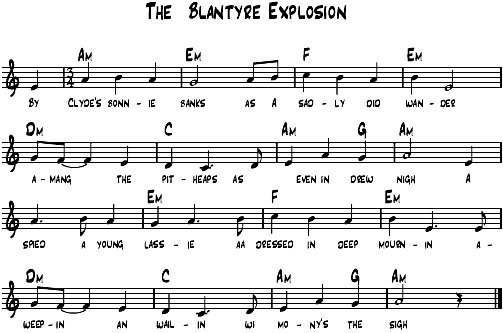 The Blantyre Explosion
Am Em F Em
3/4
By Clyde's bonn - ie banks as a sad - ly did wan - der
Dm C Am G Am
a - mang the pit - heaps as even in drew nigh a
Em F Em
spied a young lass - ie aa dressed in deep mourn - in a -
Dm C Am G Am
weep - in an wail - in wi mo - ny's the sigh